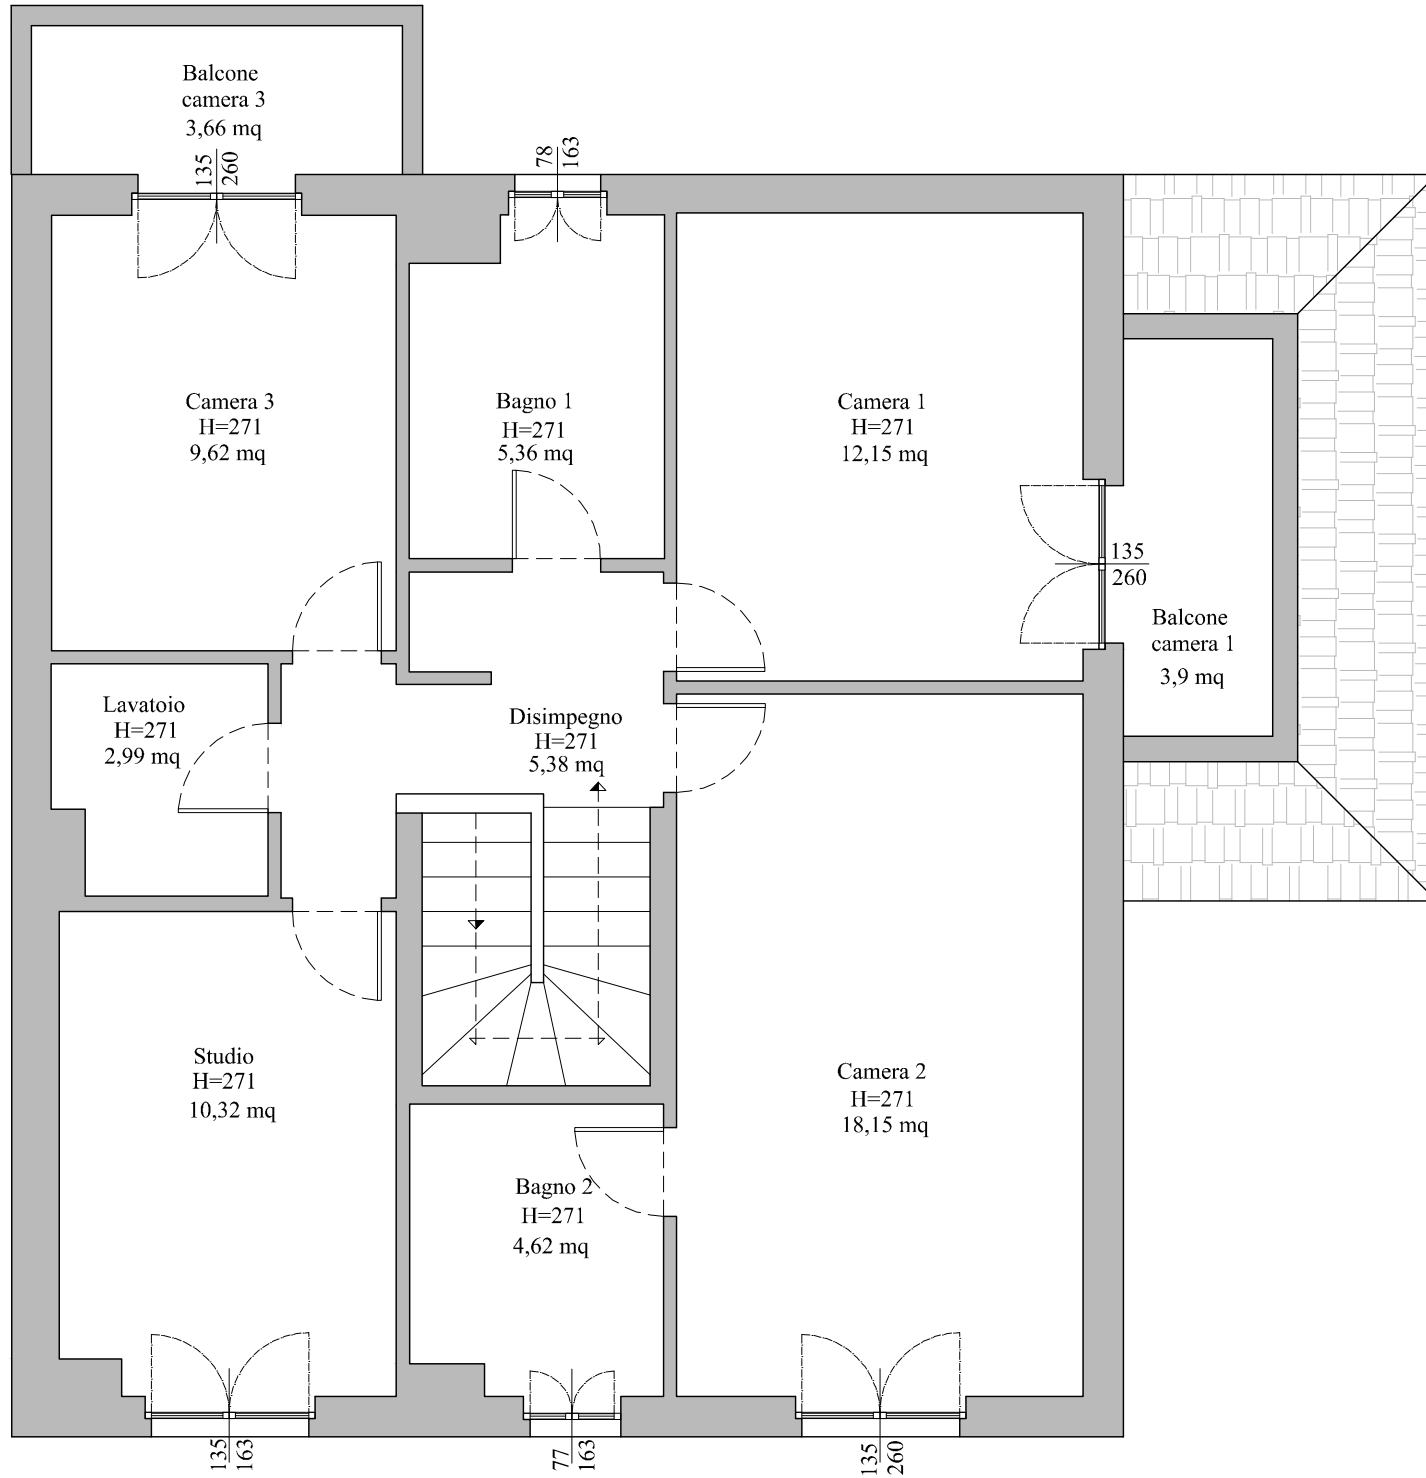 Balcone
camera 3
3,66 mq
135
260
78
163
Camera 3
H=271
9,62 mq
Bagno 1
H=271
5,36 mq
Camera 1
H=271
12,15 mq
135
260
Balcone
camera 1
3,9 mq
Lavatoio
H=271
2,99 mq
Disimpegno
H=271
5,38 mq
Studio
H=271
10,32 mq
Camera 2
H=271
18,15 mq
Bagno 2
H=271
4,62 mq
135
163
77
163
135
260